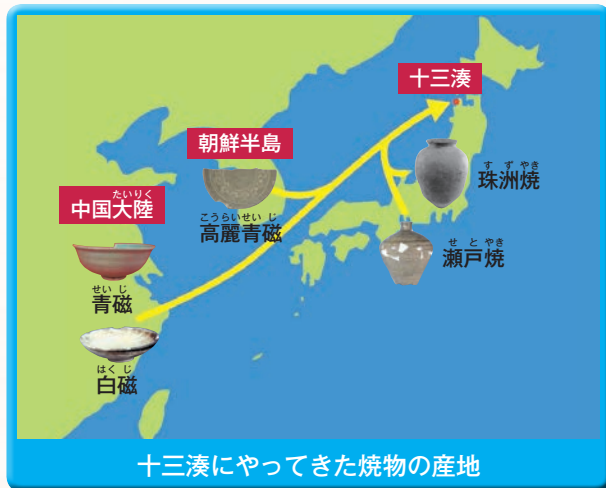 十三湊
朝鮮半島
すずやき
珠洲焼
たいりく
中国大陸
こうらいせいじ
高麗青磁
せとやき
瀬戸焼
せいじ
青磁
はくじ
白磁
十三湊にやってきた焼物の産地